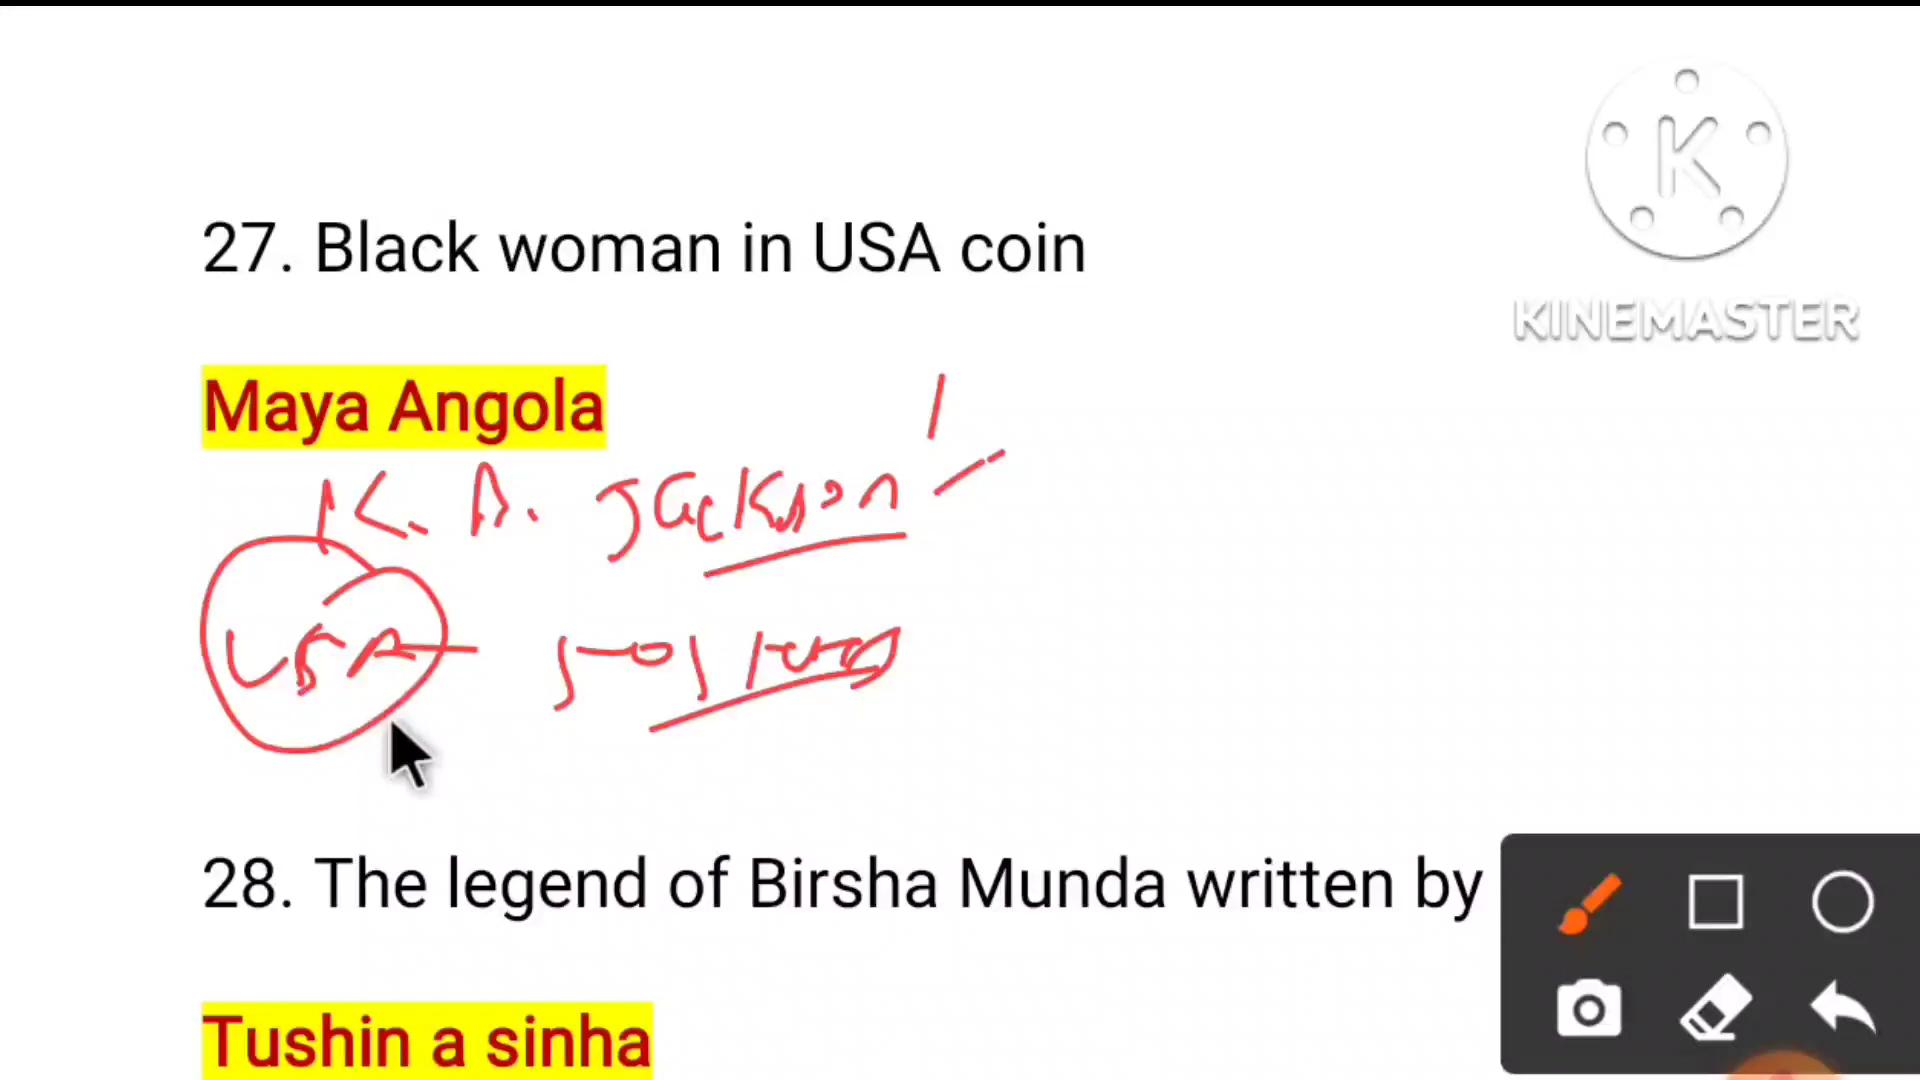 27. Black woman in USA coin
KINEMASTER
Maya Angola
K. B. Jackson
USA
28. The legend of Birsha Munda written by
Tushin a sinha